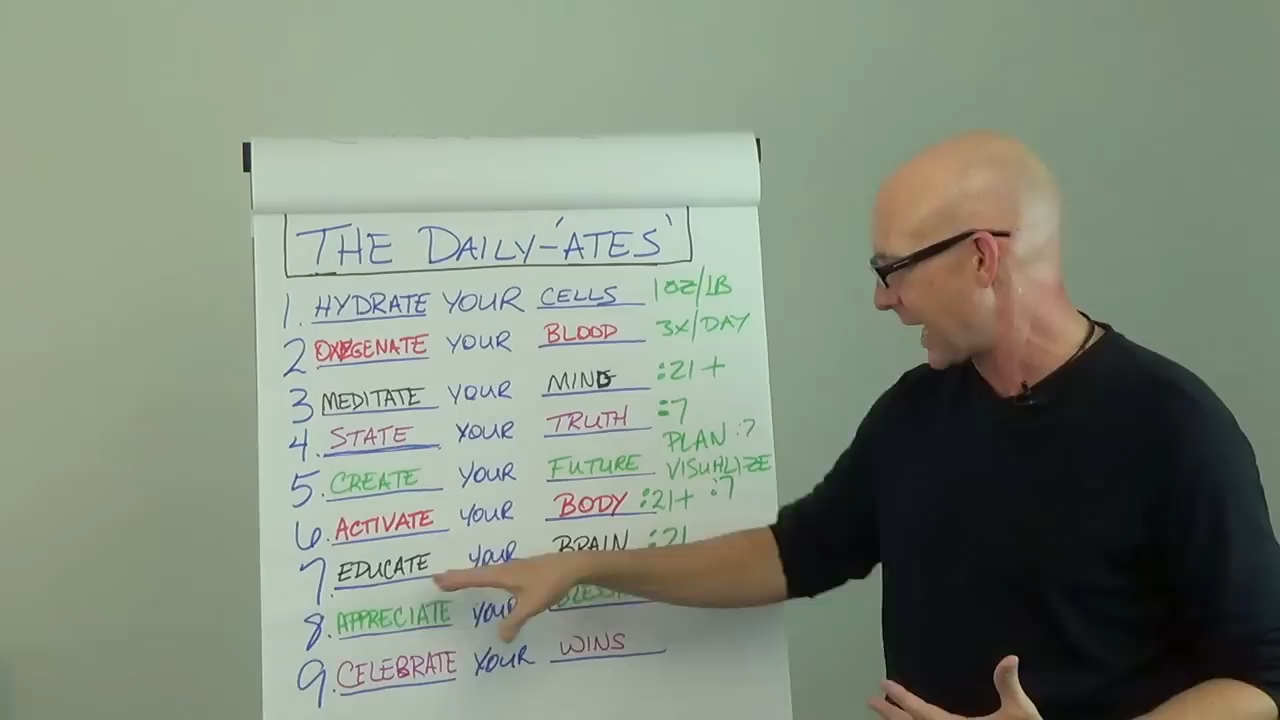 THE DAILY-'ATES'
1. HYDRATE YOUR CELLS 1 OZ/LB
2 OXYGENATE YOUR BLOOD 3X/DAY
3 MEDITATE YOUR MIND :21+
4. STATE YOUR TRUTH :7
5. CREATE YOUR FUTURE PLAN :7
VISUALIZE :7
6. ACTIVATE YOUR BODY :21+
7. EDUCATE YOUR BRAIN :21
8. APPRECIATE YOUR
9. CELEBRATE YOUR WINS